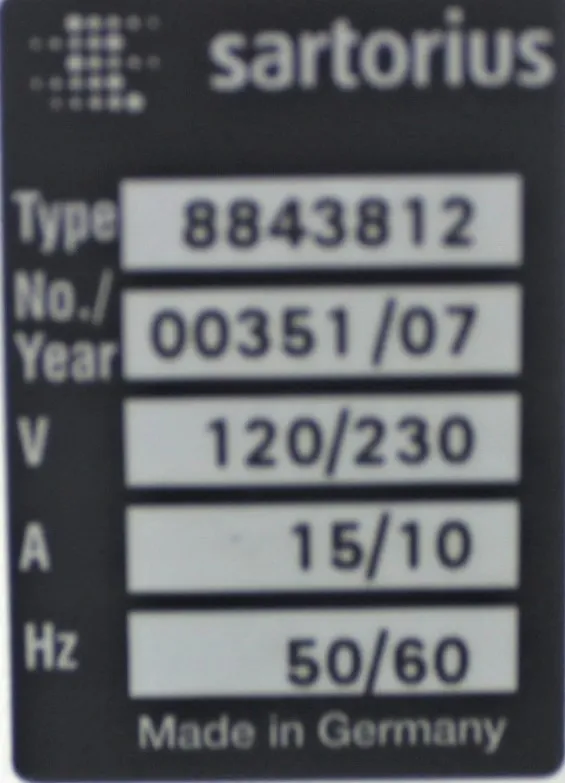 sartorius
Type 8843812
No./
Year 00351/07
V 120/230
A 15/10
Hz 50/60
Made in Germany